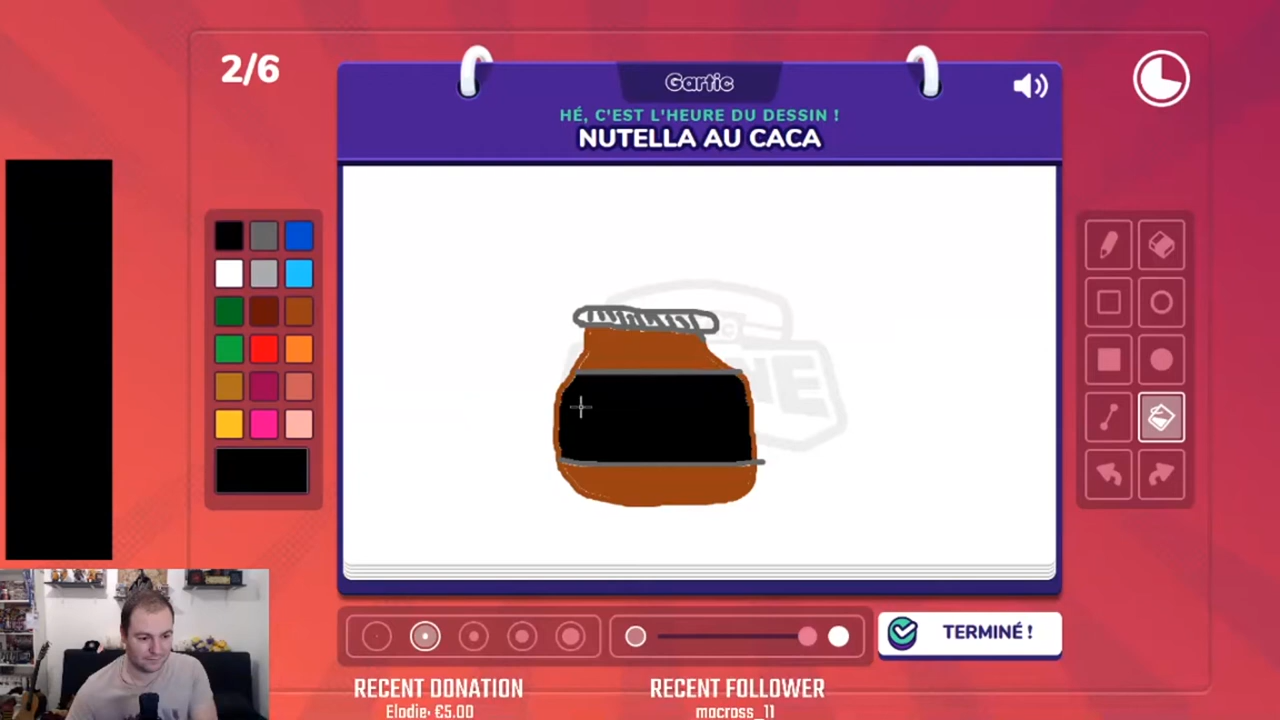 2/6
Gartic
HÉ, C'EST L'HEURE DU DESSIN !
NUTELLA AU CACA
TERMINÉ !
RECENT DONATION
Elodie: €5.00
RECENT FOLLOWER
macross_11